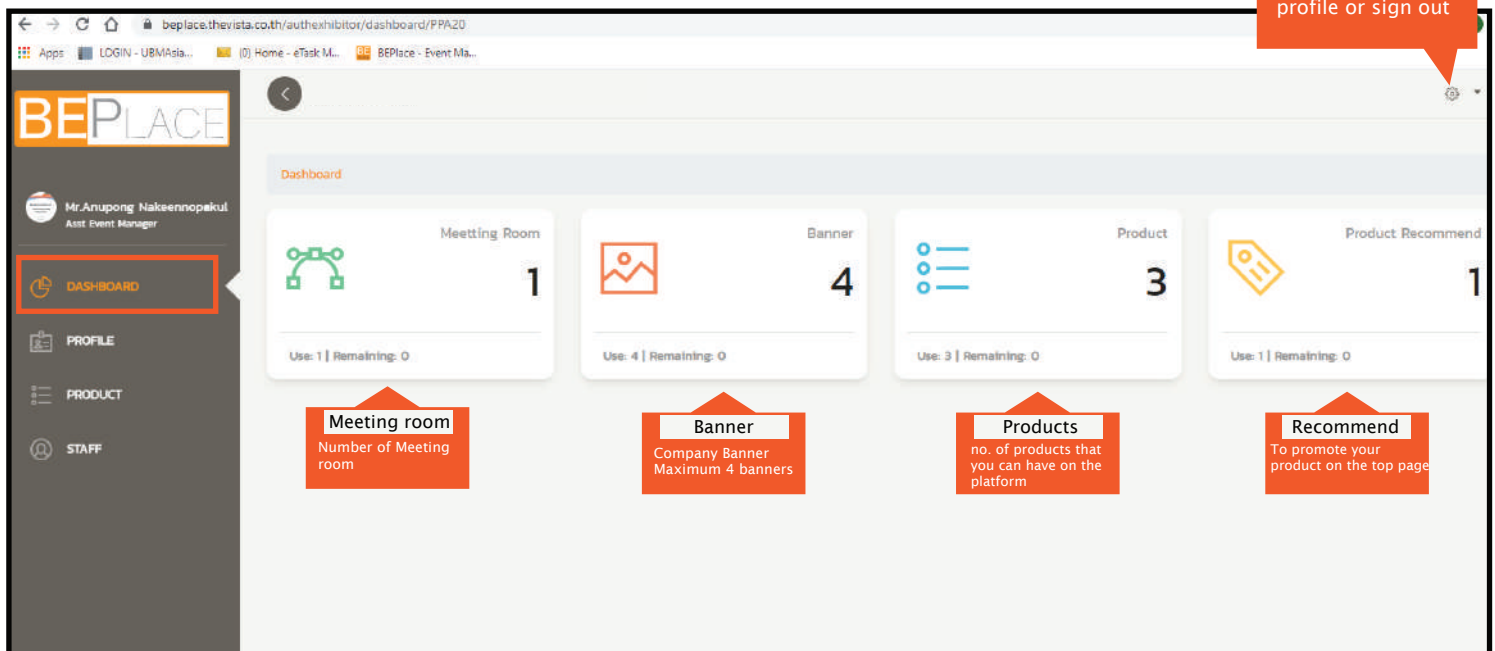 profile or sign out
beplace.thevista.co.th/authexhibitor/dashboard/PPA20
Apps LOGIN - UBMAsia... (0) Home - eTask M... BE BEPlace - Event Ma...
BEPLACE
Dashboard
Mr.Anupong Nakeennopakul
Asst Event Manager
DASHBOARD
PROFILE
PRODUCT
STAFF
Meetting Room
1
Use: 1 | Remaining: 0
Banner
4
Use: 4 | Remaining: 0
Product
3
Use: 3 | Remaining: 0
Product Recommend
1
Use: 1 | Remaining: 0
Meeting room
Number of Meeting
room
Banner
Company Banner
Maximum 4 banners
Products
no. of products that
you can have on the
platform
Recommend
To promote your
product on the top page